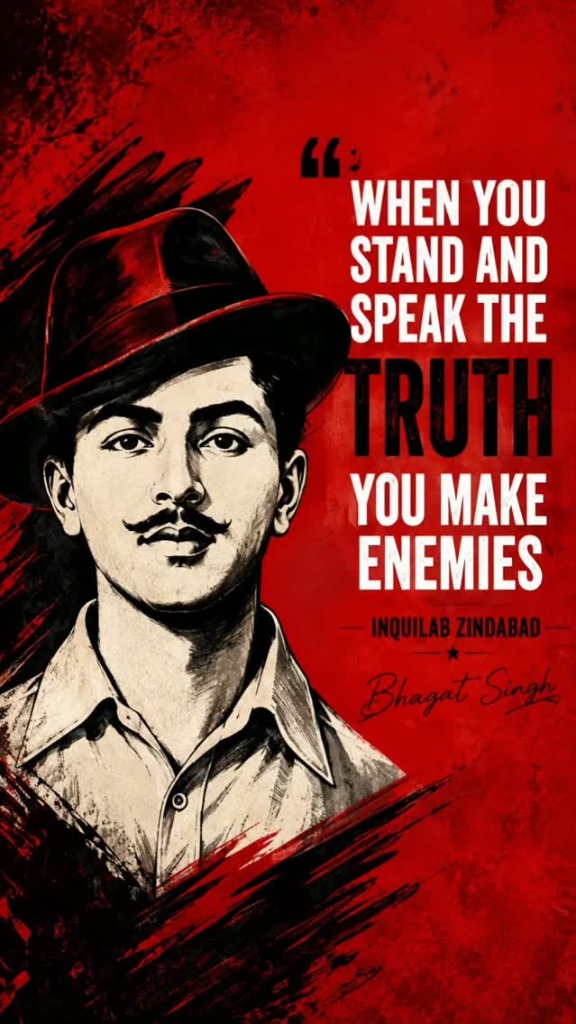 “
WHEN YOU
STAND AND
SPEAK THE
TRUTH
YOU MAKE
ENEMIES
INQUILAB ZINDABAD
Bhagat Singh